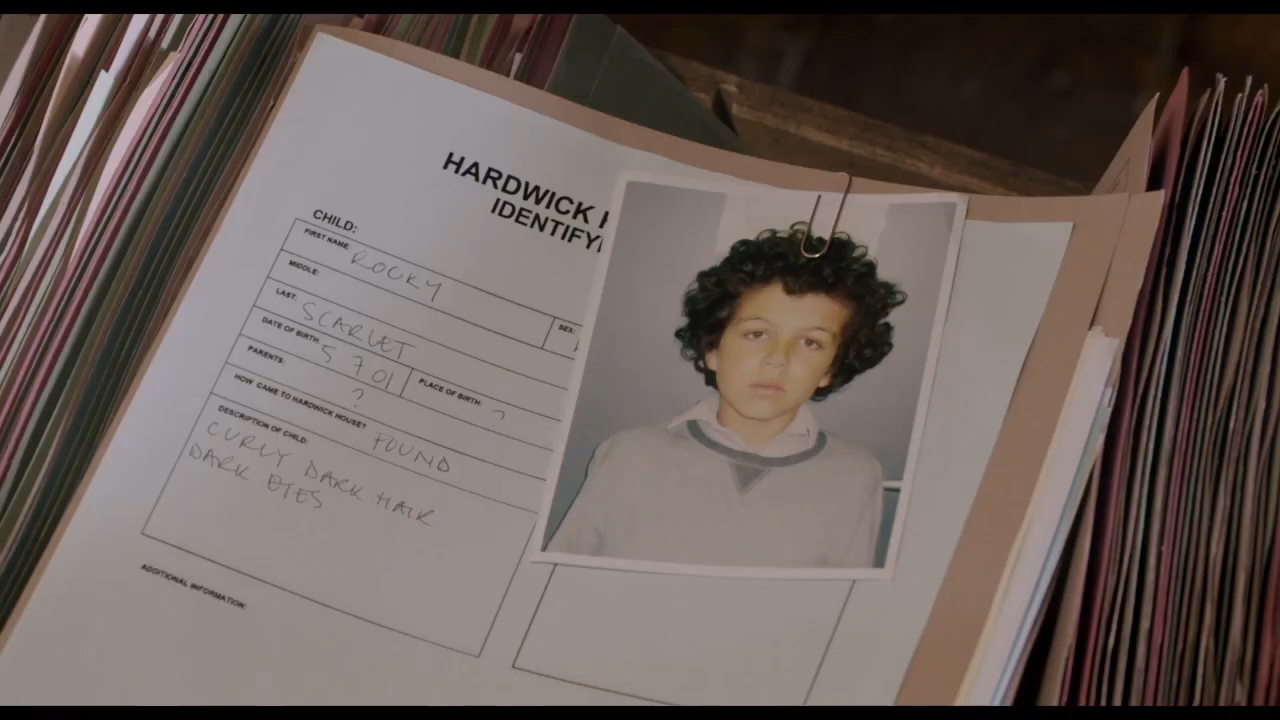 HARDWICK
IDENTIFYI
CHILD:
FIRST NAME: ROCKY
SEX:
MIDDLE:
LAST: SCARLET
DATE OF BIRTH: 5 7 01
PLACE OF BIRTH: ?
PARENTS: ?
HOW CAME TO HARDWICK HOUSE? FOUND
DESCRIPTION OF CHILD:
CURLY DARK HAIR
DARK EYES
ADDITIONAL INFORMATION: